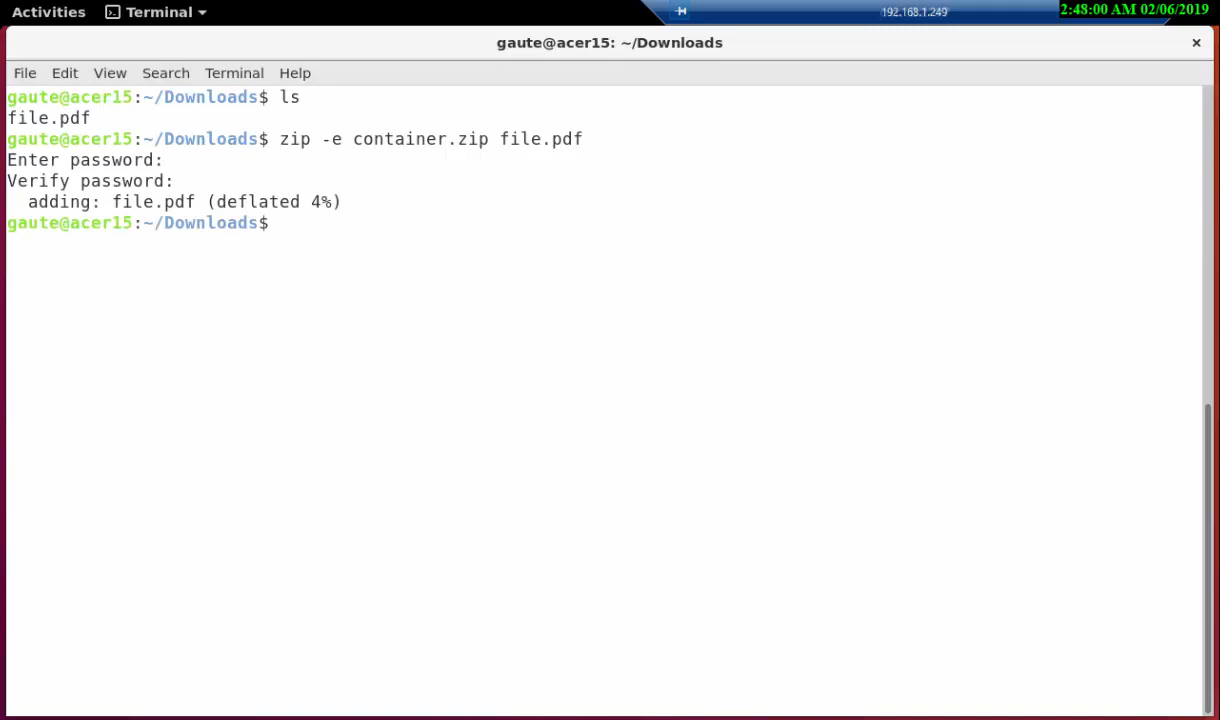 Activities Terminal 192.168.1.249 2:48:00 AM 02/06/2019
gaute@acer15: ~/Downloads
File Edit View Search Terminal Help
gaute@acer15:~/Downloads$ ls
file.pdf
gaute@acer15:~/Downloads$ zip -e container.zip file.pdf
Enter password:
Verify password:
  adding: file.pdf (deflated 4%)
gaute@acer15:~/Downloads$